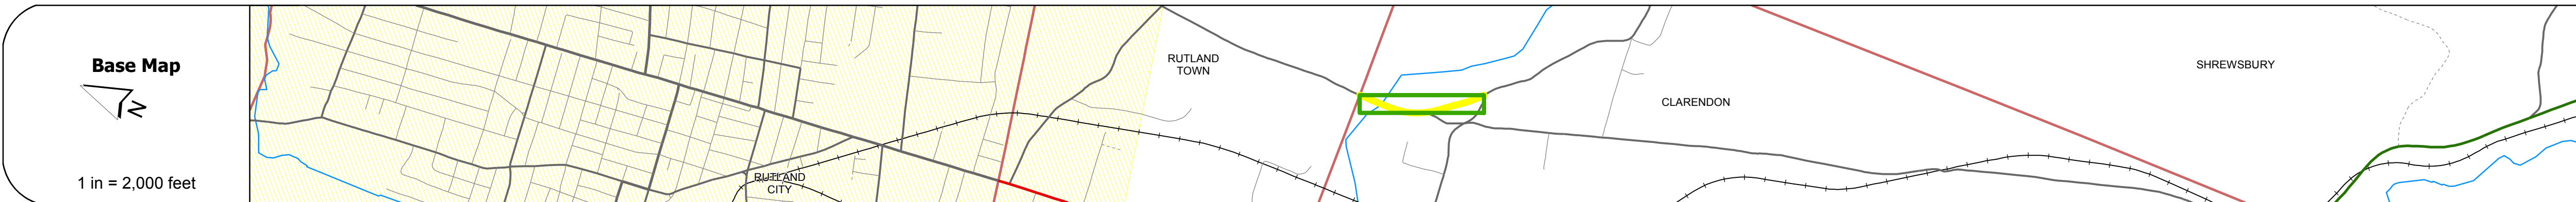 Base Map
N
1 in = 2,000 feet
RUTLAND
CITY
RUTLAND
TOWN
CLARENDON
SHREWSBURY